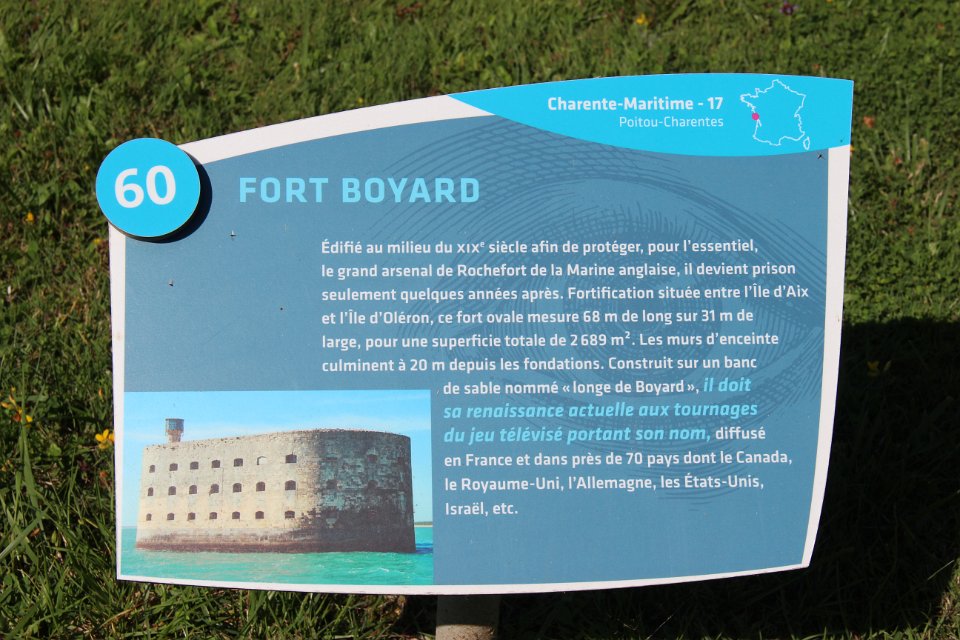 Charente-Maritime - 17
Poitou-Charentes
60
FORT BOYARD
Édifié au milieu du XIXe siècle afin de protéger, pour l'essentiel,
le grand arsenal de Rochefort de la Marine anglaise, il devient prison
seulement quelques années après. Fortification située entre l'Île d'Aix
et l'Île d'Oléron, ce fort ovale mesure 68 m de long sur 31 m de
large, pour une superficie totale de 2 689 m². Les murs d'enceinte
culminent à 20 m depuis les fondations. Construit sur un banc
de sable nommé « longe de Boyard », il doit
sa renaissance actuelle aux tournages
du jeu télévisé portant son nom, diffusé
en France et dans près de 70 pays dont le Canada,
le Royaume-Uni, l'Allemagne, les États-Unis,
Israël, etc.